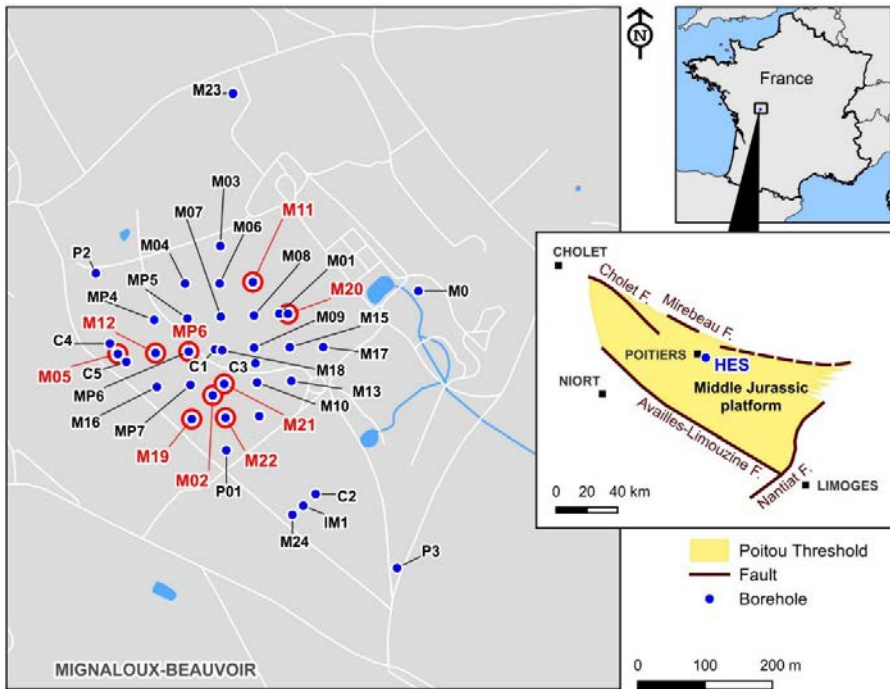 M23
M03
M07
M06
M11
M04
M08
M01
P2
MP5
M20
M0
MP4
M12
MP6
M09
M15
C4
C1
C3
M17
M05
C5
M18
MP6
M13
M16
M10
MP7
M21
M19
M02
M22
P01
C2
IM1
M24
P3
MIGNALOUX-BEAUVOIR
N
France
CHOLET
Cholet F.
Mirebeau F.
POITIERS
HES
NIORT
Middle Jurassic
platform
Availles-Limouzine F.
Nantiat F.
0 20 40 km
LIMOGES
Poitou Threshold
Fault
Borehole
0 100 200 m